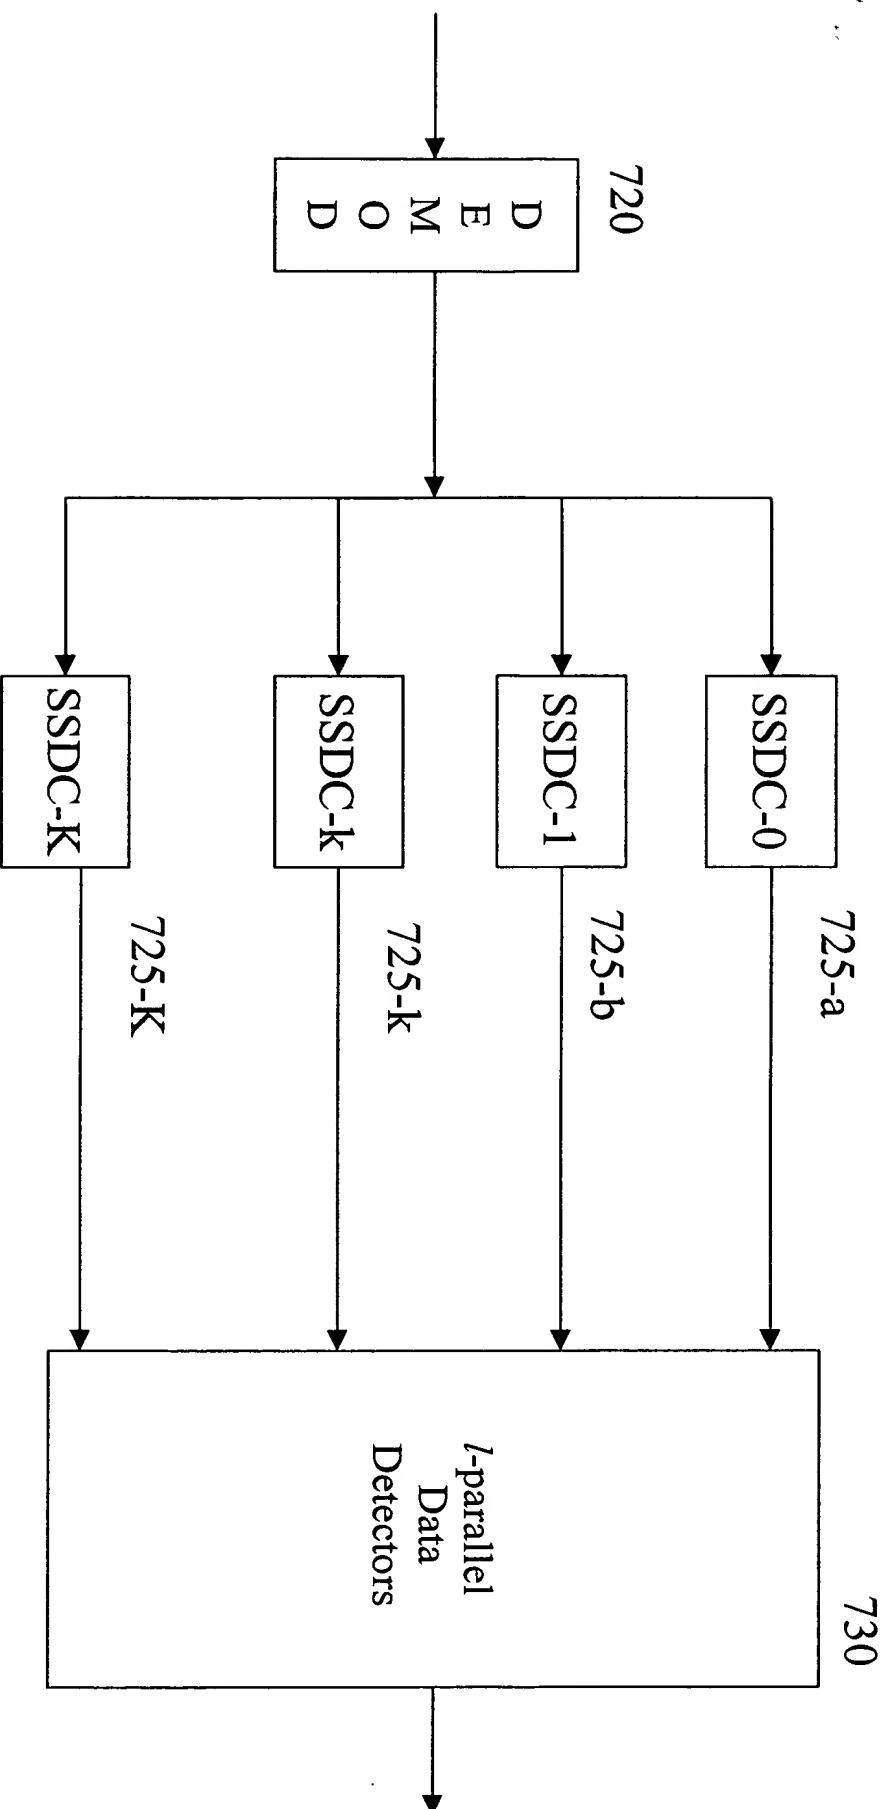 720
D
E
M
O
D
SSDC-0
725-a
SSDC-1
725-b
SSDC-k
725-k
SSDC-K
725-K
730
l-parallel
Data
Detectors